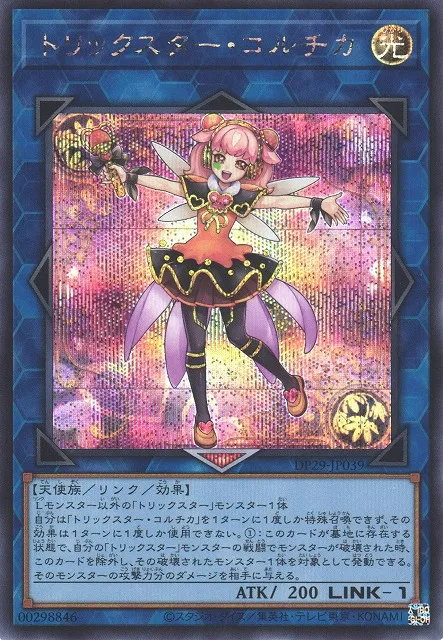 トリックスター・コルチカ
光
DP29-JP039
【天使族／リンク／効果】
Lモンスター以外の「トリックスター」モンスター1体
自分は「トリックスター・コルチカ」を1ターンに1度しか特殊召喚できず、その
効果は1ターンに1度しか使用できない。①：このカードが墓地に存在する
状態で、自分の「トリックスター」モンスターの戦闘でモンスターが破壊された時、
このカードを除外し、その破壊されたモンスター1体を対象として発動できる。
そのモンスターの攻撃力分のダメージを相手に与える。
ATK/ 200 LINK-1
00298846 ©スタジオ・ダイス/集英社・テレビ東京・KONAMI